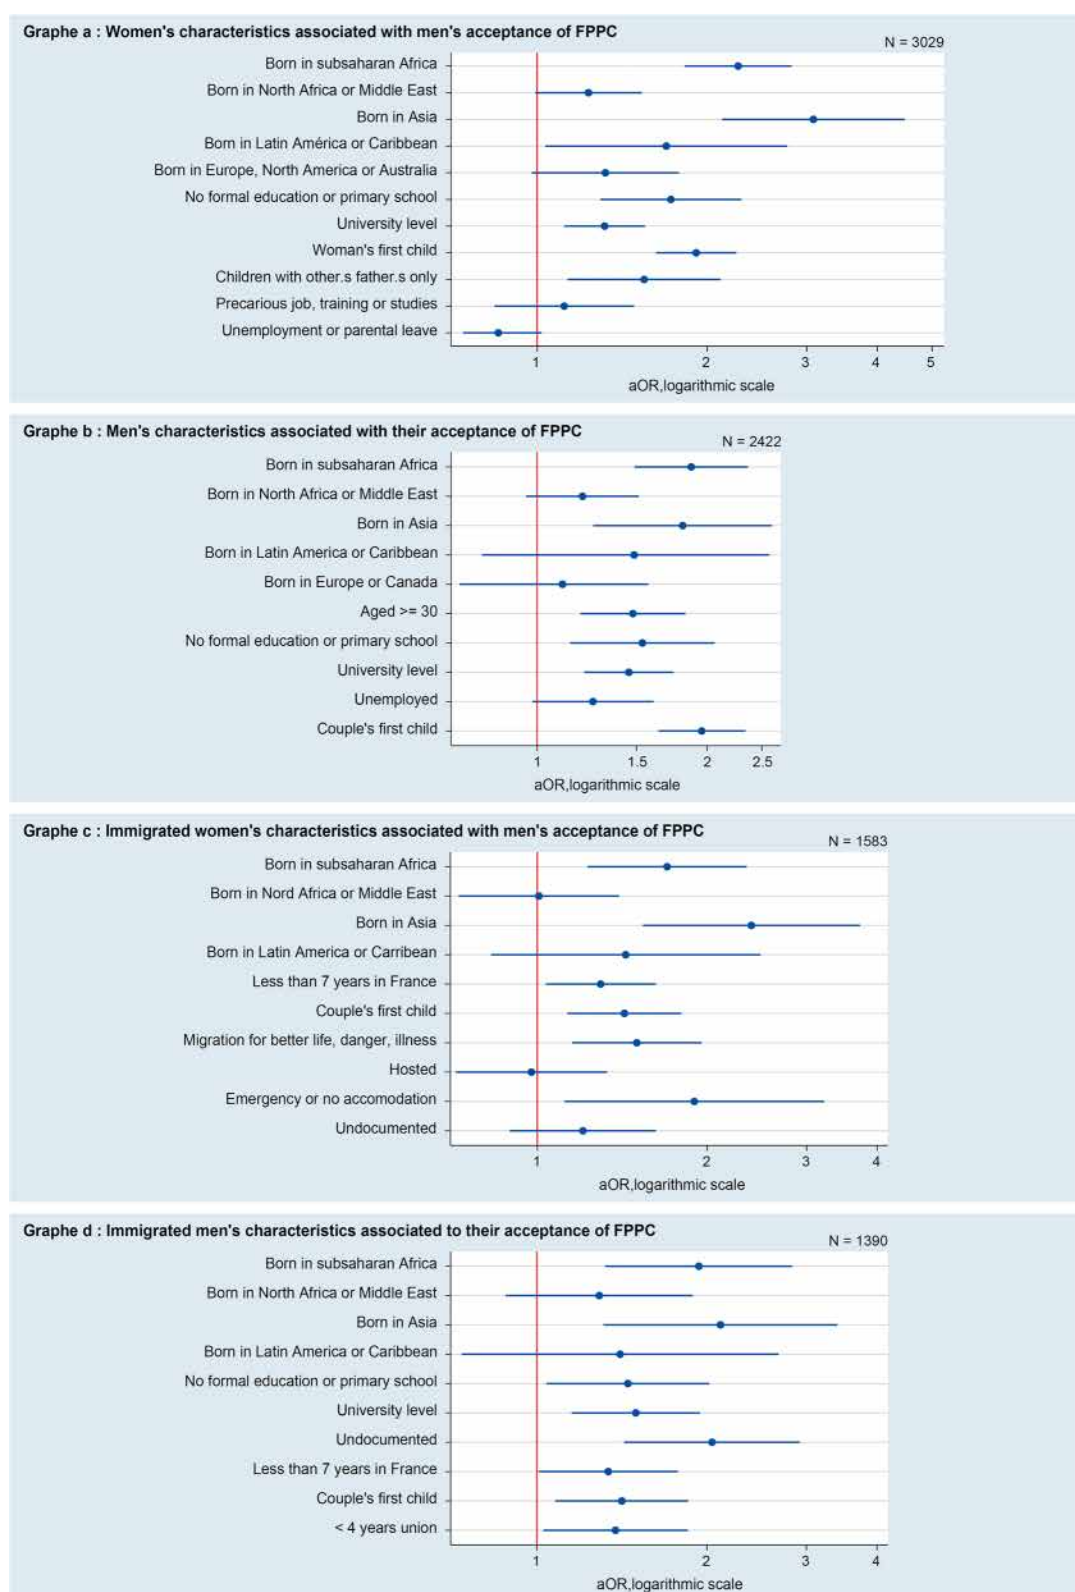 Graphe a : Women's characteristics associated with men's acceptance of FPPC
N = 3029
Born in subsaharan Africa
Born in North Africa or Middle East
Born in Asia
Born in Latin América or Caribbean
Born in Europe, North America or Australia
No formal education or primary school
University level
Woman's first child
Children with other.s father.s only
Precarious job, training or studies
Unemployment or parental leave
1 2 3 4 5
aOR,logarithmic scale
Graphe b : Men's characteristics associated with their acceptance of FPPC
N = 2422
Born in subsaharan Africa
Born in North Africa or Middle East
Born in Asia
Born in Latin America or Caribbean
Born in Europe or Canada
Aged >= 30
No formal education or primary school
University level
Unemployed
Couple's first child
1 1.5 2 2.5
aOR,logarithmic scale
Graphe c : Immigrated women's characteristics associated with men's acceptance of FPPC
N = 1583
Born in subsaharan Africa
Born in Nord Africa or Middle East
Born in Asia
Born in Latin America or Carribean
Less than 7 years in France
Couple's first child
Migration for better life, danger, illness
Hosted
Emergency or no accomodation
Undocumented
1 2 3 4
aOR,logarithmic scale
Graphe d : Immigrated men's characteristics associated to their acceptance of FPPC
N = 1390
Born in subsaharan Africa
Born in North Africa or Middle East
Born in Asia
Born in Latin America or Caribbean
No formal education or primary school
University level
Undocumented
Less than 7 years in France
Couple's first child
< 4 years union
1 2 3 4
aOR,logarithmic scale